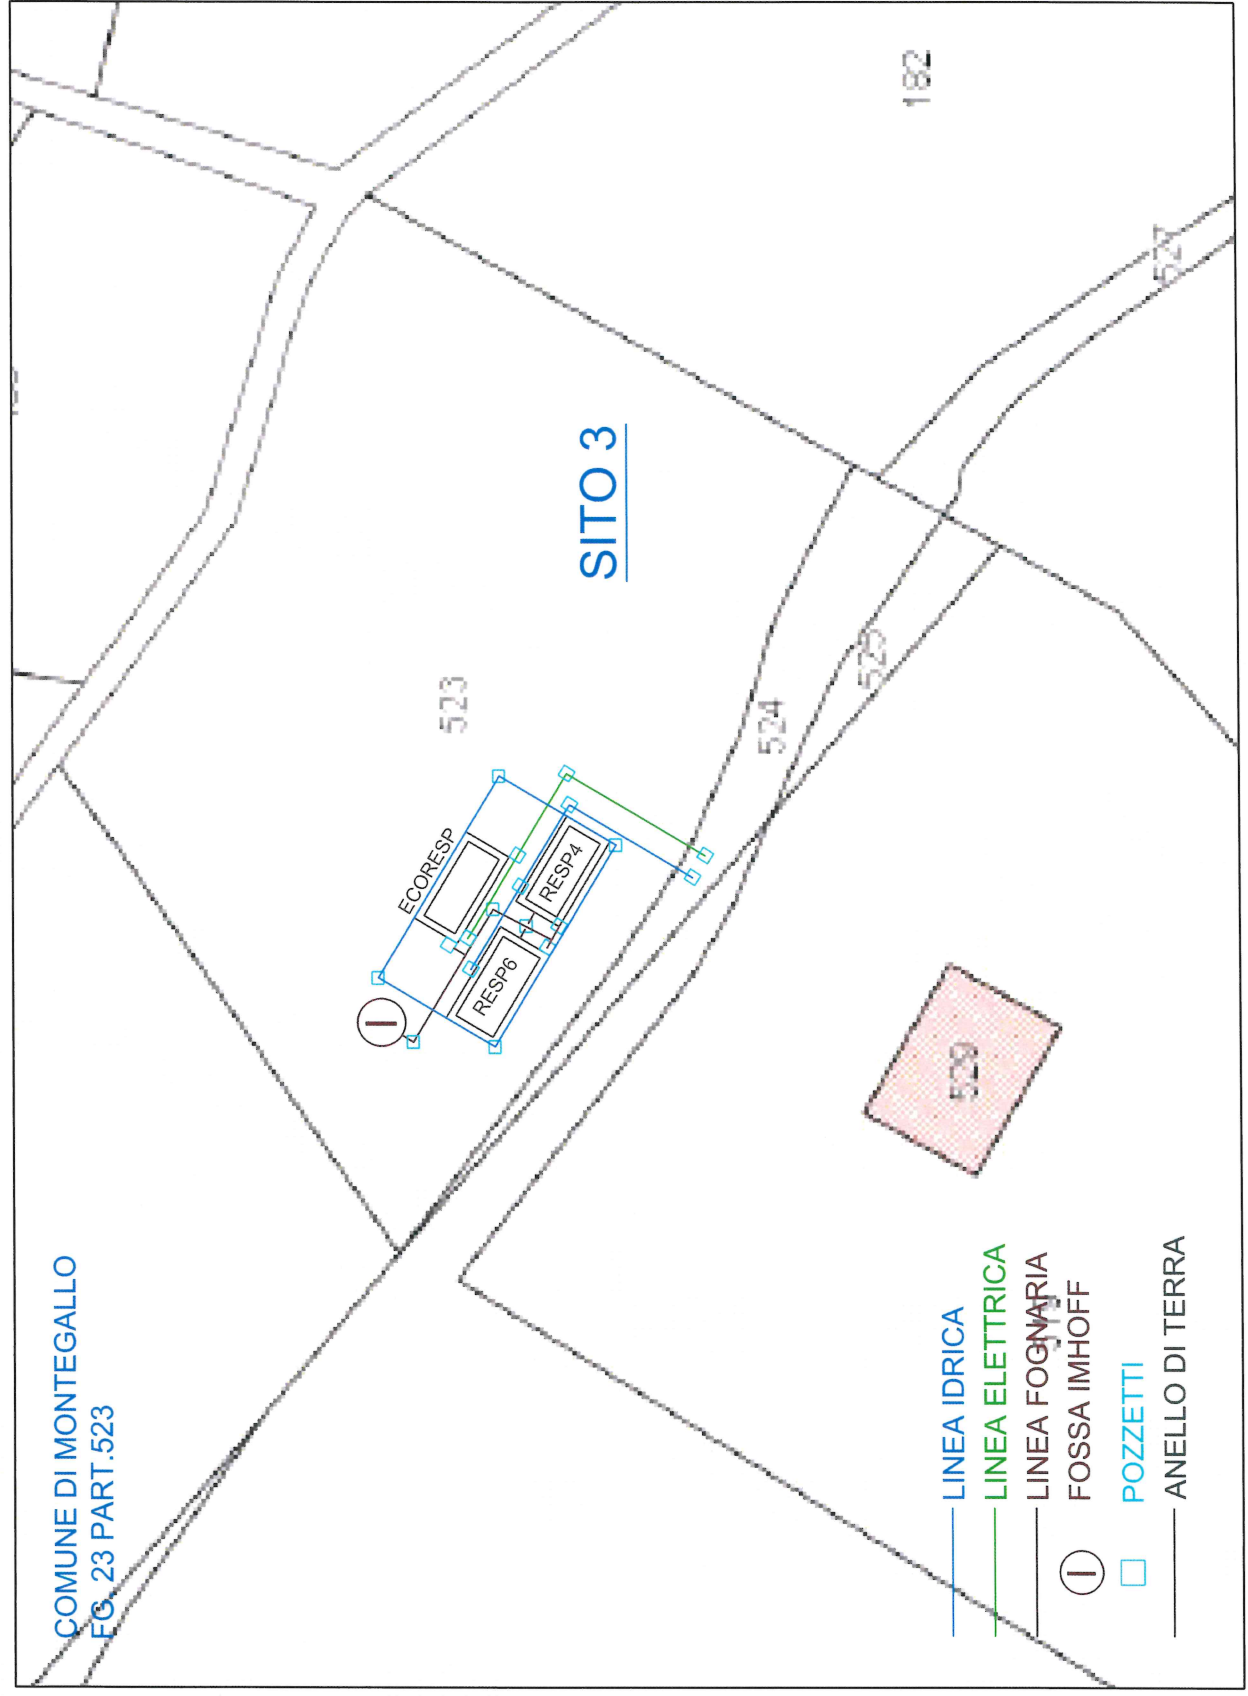 COMUNE DI MONTEGALLO
FG. 23 PART.523
182
527
SITO 3
523
524
525
ECORESP
RESP4
RESP6
529
LINEA IDRICA
LINEA ELETTRICA
LINEA FOGNARIA
FOSSA IMHOFF
POZZETTI
ANELLO DI TERRA